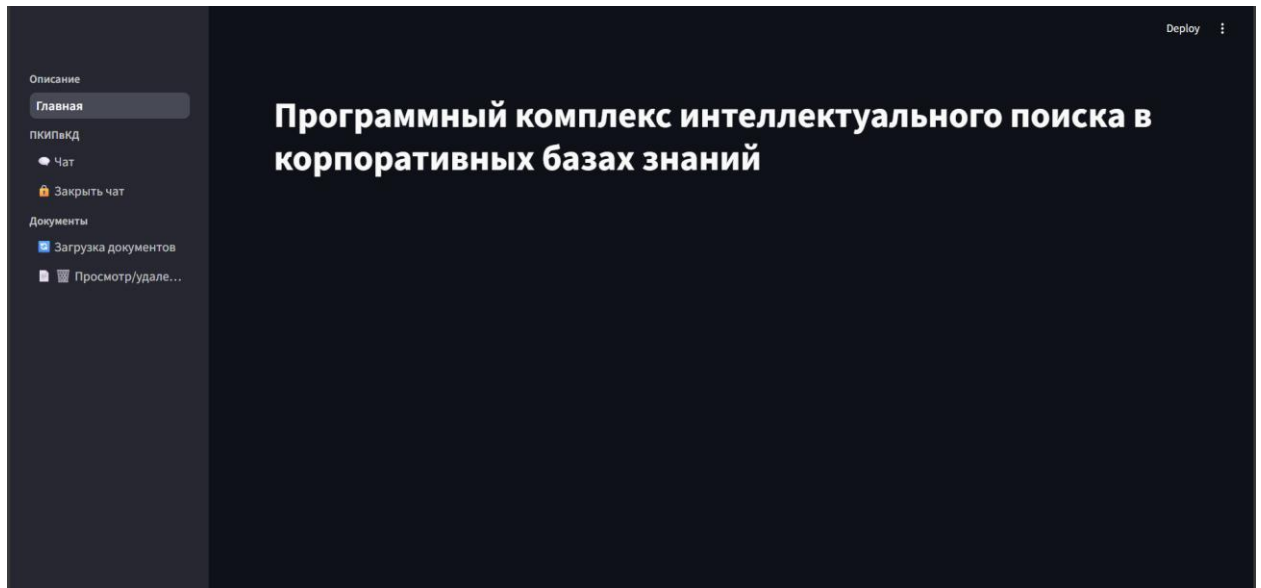 Deploy
Описание
Главная
ПКИПвКД
Чат
Закрыть чат
Документы
Загрузка документов
Просмотр/удале...
Программный комплекс интеллектуального поиска в
корпоративных базах знаний